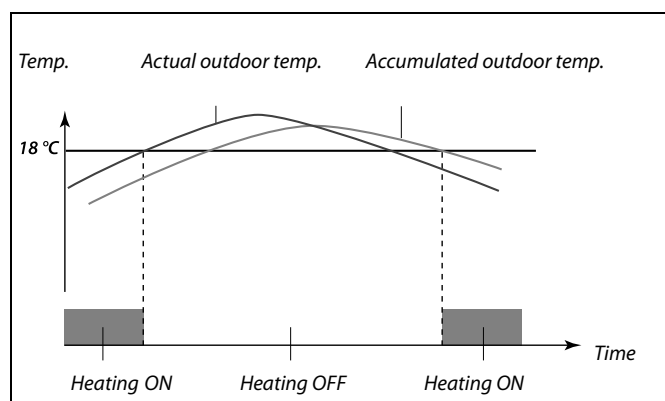 Temp. Actual outdoor temp. Accumulated outdoor temp.
18 °C
Time
Heating ON Heating OFF Heating ON